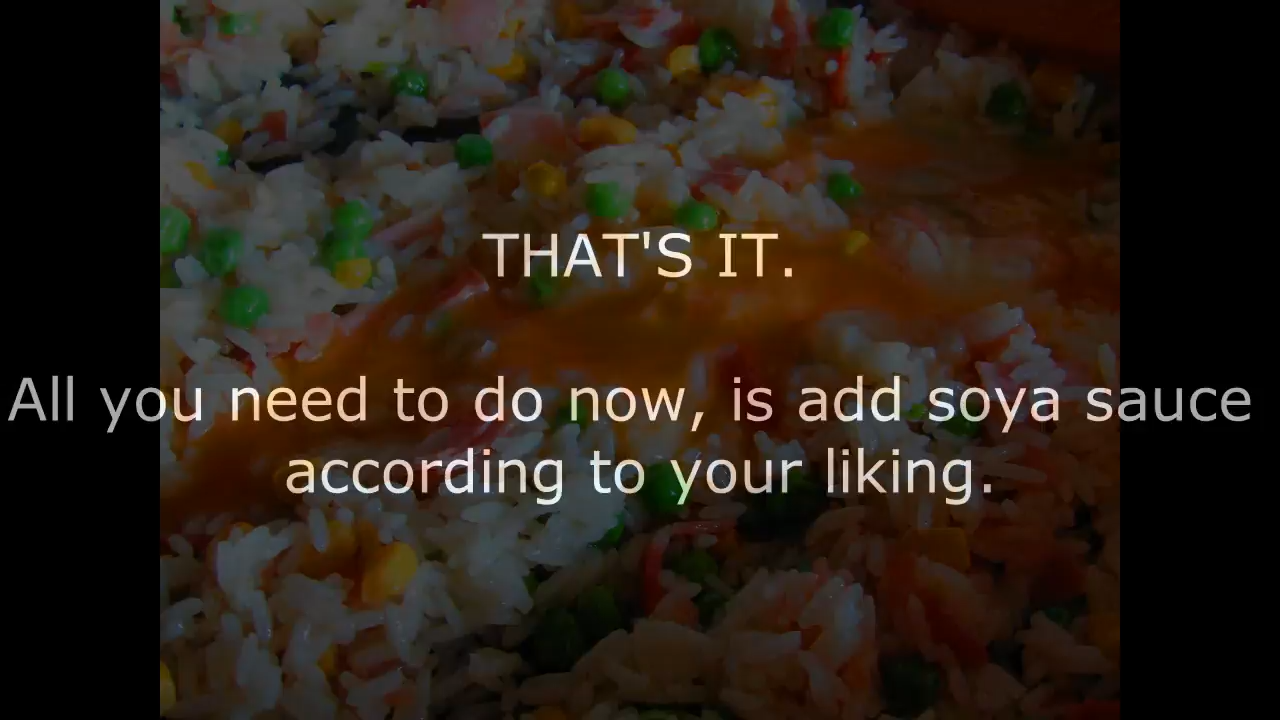 THAT'S IT.
All you need to do now, is add soya sauce
according to your liking.